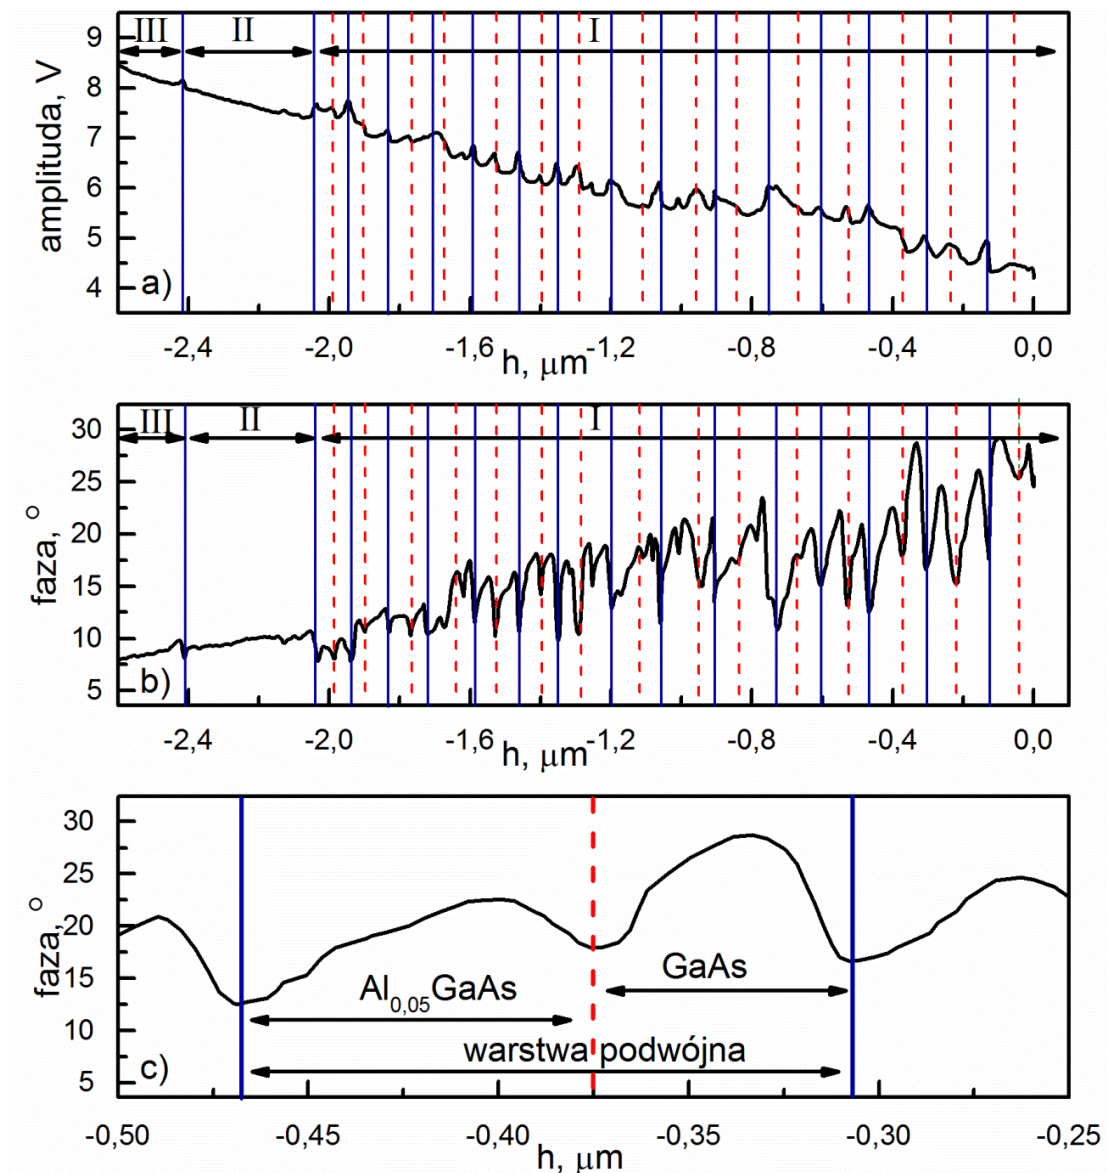 III II I
9
8
7
6
5
4
amplituda, V
a)
-2,4 -2,0 -1,6 -1,2 -0,8 -0,4 0,0
h, μm
III II I
30
25
20
15
10
5
faza, °
b)
-2,4 -2,0 -1,6 -1,2 -0,8 -0,4 0,0
h, μm
30
25
20
15
10
5
faza, °
GaAs
Al0,05GaAs
warstwa podwójna
c)
-0,50 -0,45 -0,40 -0,35 -0,30 -0,25
h, μm